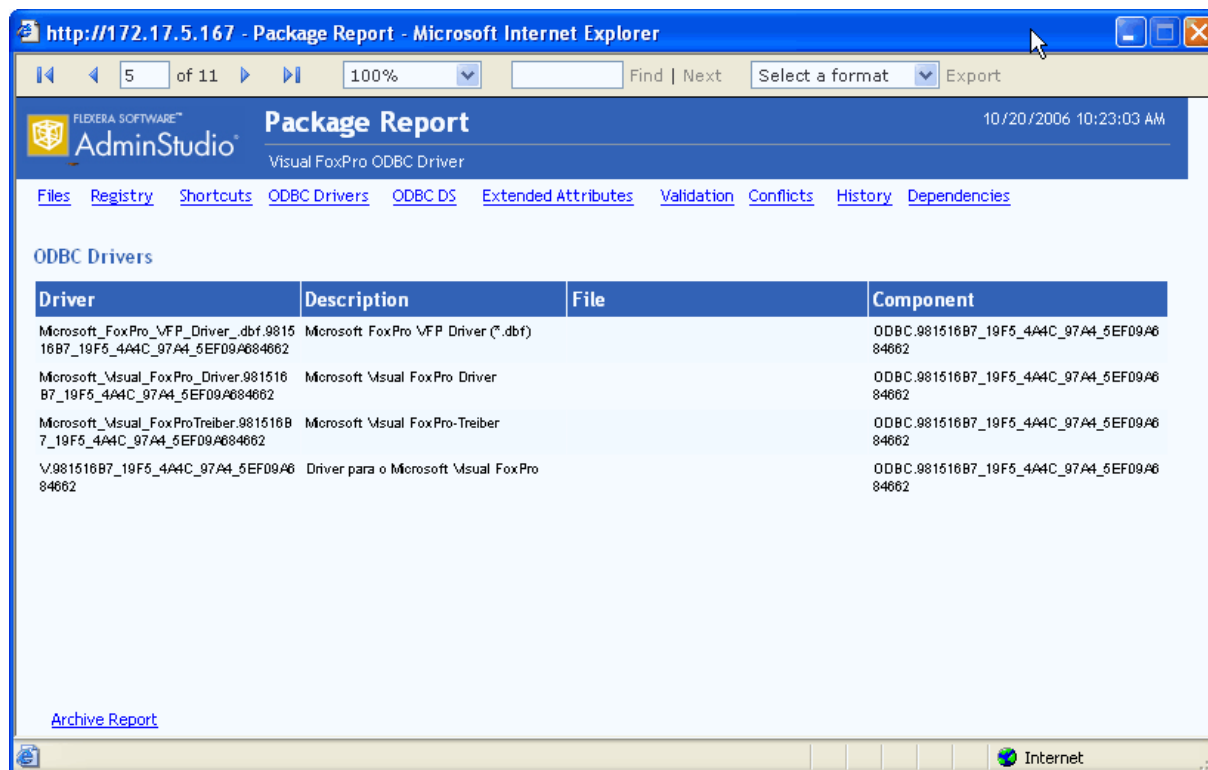 http://172.17.5.167 - Package Report - Microsoft Internet Explorer
5 of 11 100% Find | Next Select a format Export
FLEXERA SOFTWARE™ AdminStudio® Package Report 10/20/2006 10:23:03 AM
Visual FoxPro ODBC Driver
Files Registry Shortcuts ODBC Drivers ODBC DS Extended Attributes Validation Conflicts History Dependencies
ODBC Drivers
Driver Description File Component
Microsoft_FoxPro_VFP_Driver_.dbf.9815 Microsoft FoxPro VFP Driver (*.dbf) ODBC.981516B7_19F5_4A4C_97A4_5EF09A6
16B7_19F5_4A4C_97A4_5EF09A684662 84662
Microsoft_Visual_FoxPro_Driver.981516 Microsoft Visual FoxPro Driver ODBC.981516B7_19F5_4A4C_97A4_5EF09A6
B7_19F5_4A4C_97A4_5EF09A684662 84662
Microsoft_Visual_FoxProTreiber.981516B Microsoft Visual FoxPro-Treiber ODBC.981516B7_19F5_4A4C_97A4_5EF09A6
7_19F5_4A4C_97A4_5EF09A684662 84662
V.981516B7_19F5_4A4C_97A4_5EF09A6 Driver para o Microsoft Visual FoxPro ODBC.981516B7_19F5_4A4C_97A4_5EF09A6
84662 84662
Archive Report
Internet